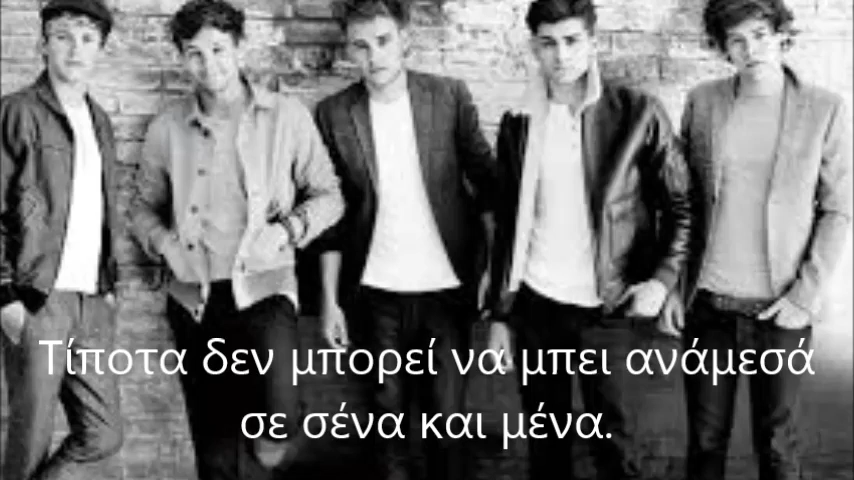 Τίποτα δεν μπορεί να μπει ανάμεσά
σε σένα και μένα.